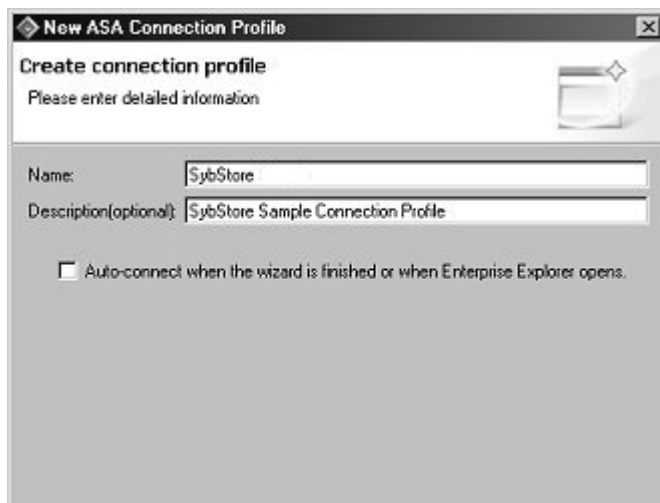 New ASA Connection Profile
Create connection profile
Please enter detailed information
Name: SybStore
Description(optional): SybStore Sample Connection Profile
Auto-connect when the wizard is finished or when Enterprise Explorer opens.